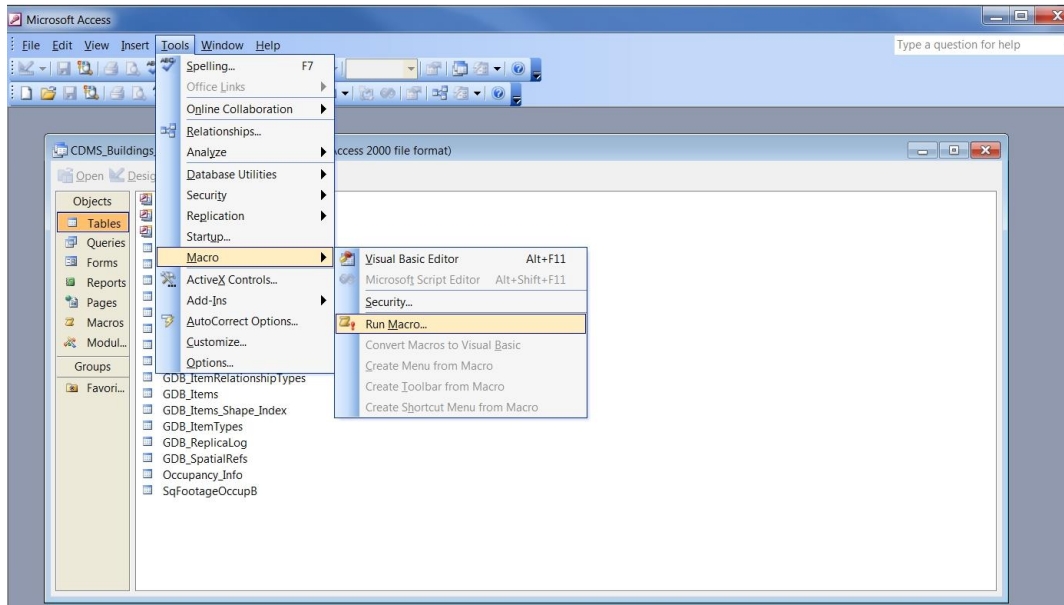 Microsoft Access
File Edit View Insert Tools Window Help Type a question for help
Spelling... F7
Office Links
Online Collaboration
Relationships...
Analyze
Database Utilities
Security
Replication
Startup...
Macro
ActiveX Controls...
Add-Ins
AutoCorrect Options...
Customize...
Options...
Visual Basic Editor Alt+F11
Microsoft Script Editor Alt+Shift+F11
Security...
Run Macro...
Convert Macros to Visual Basic
Create Menu from Macro
Create Toolbar from Macro
Create Shortcut Menu from Macro
CDMS_Buildings Access 2000 file format)
Open Desig
Objects
Tables
Queries
Forms
Reports
Pages
Macros
Modul...
Groups
Favori...
GDB_ItemRelationshipTypes
GDB_Items
GDB_Items_Shape_Index
GDB_ItemTypes
GDB_ReplicaLog
GDB_SpatialRefs
Occupancy_Info
SqFootageOccupB